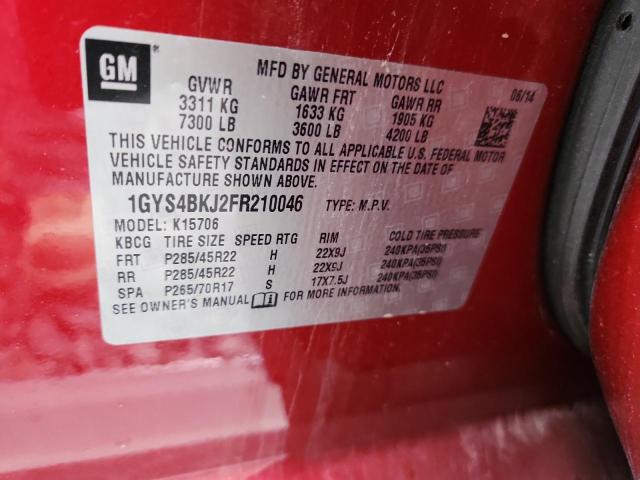 GM
MFD BY GENERAL MOTORS LLC
06/14
GVWR GAWR FRT GAWR RR
3311 KG 1633 KG 1905 KG
7300 LB 3600 LB 4200 LB
THIS VEHICLE CONFORMS TO ALL APPLICABLE U.S. FEDERAL MOTOR
VEHICLE SAFETY STANDARDS IN EFFECT ON THE DATE OF
MANUFACTURE SHOWN ABOVE.
1GYS4BKJ2FR210046 TYPE: M.P.V.
MODEL: K15706
KBCG TIRE SIZE SPEED RTG RIM COLD TIRE PRESSURE
FRT P285/45R22 H 22X9J 240KPA(35PSI)
RR P285/45R22 H 22X9J 240KPA(35PSI)
SPA P265/70R17 S 17X7.5J 240KPA(35PSI)
SEE OWNER'S MANUAL FOR MORE INFORMATION.